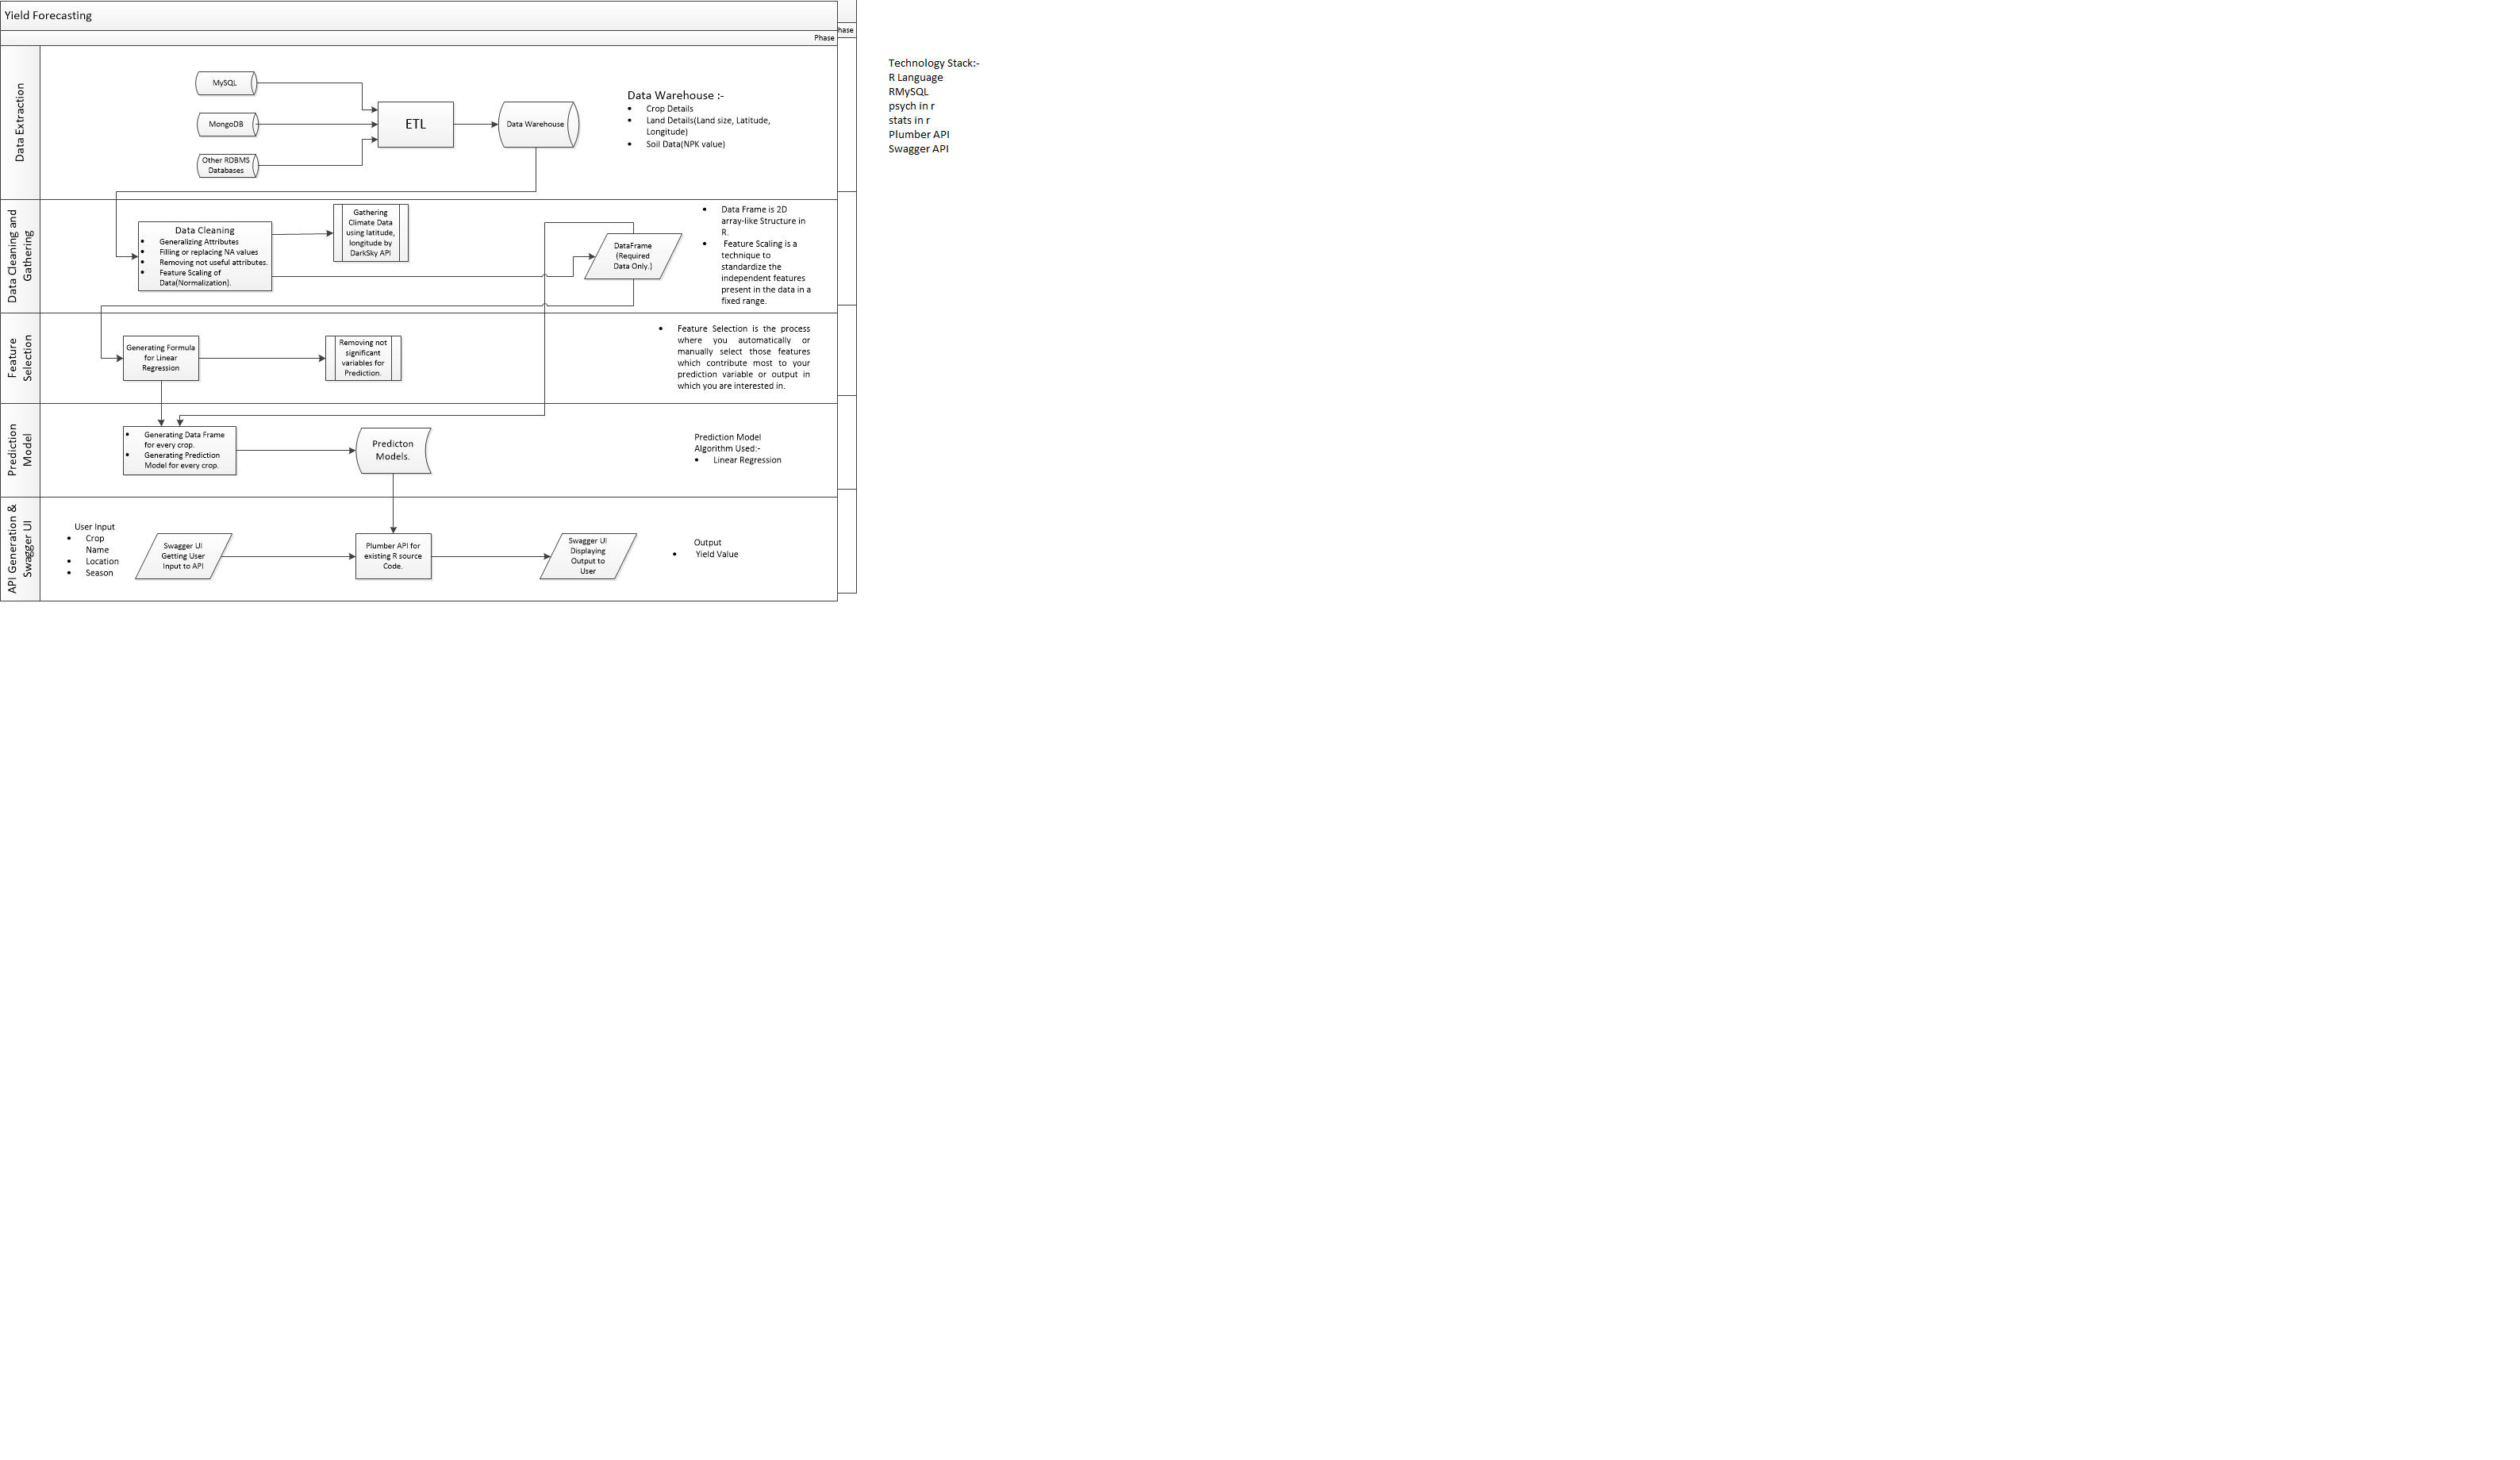 Yield Forecasting
Phase
hase
Data Extraction
MySQL
MongoDB
Other RDBMS
Databases
ETL
Data Warehouse
Data Warehouse :-
• Crop Details
• Land Details(Land size, Latitude,
Longitude)
• Soil Data(NPK value)
Technology Stack:-
R Language
RMySQL
psych in r
stats in r
Plumber API
Swagger API
Data Cleaning and
Gathering
Data Cleaning
• Generalizing Attributes
• Filling or replacing NA values
• Removing not useful attributes.
• Feature Scaling of
Data(Normalization).
Gathering
Climate Data
using latitude,
longitude by
DarkSky API
DataFrame
(Required
Data Only.)
• Data Frame is 2D
array-like Structure in
R.
• Feature Scaling is a
technique to
standardize the
independent features
present in the data in a
fixed range.
Feature
Selection
Generating Formula
for Linear
Regression
Removing not
significant
variables for
Prediction.
• Feature Selection is the process
where you automatically or
manually select those features
which contribute most to your
prediction variable or output in
which you are interested in.
Prediction
Model
• Generating Data Frame
for every crop.
• Generating Prediction
Model for every crop.
Predicton
Models.
Prediction Model
Algorithm Used:-
• Linear Regression
API Generation &
Swagger UI
User Input
• Crop
Name
• Location
• Season
Swagger UI
Getting User
Input to API
Plumber API for
existing R source
Code.
Swagger UI
Displaying
Output to
User
Output
• Yield Value